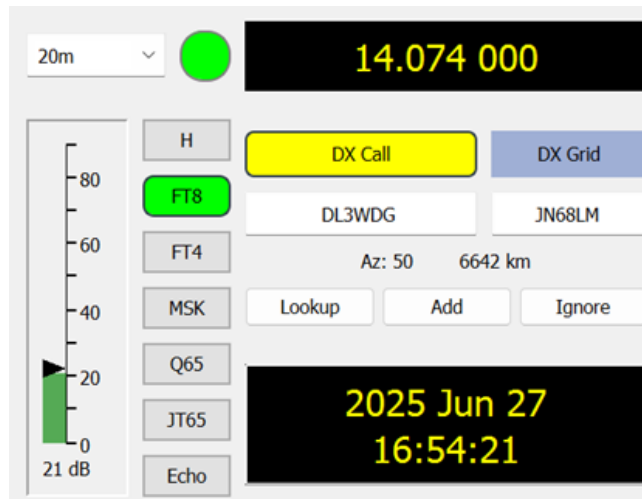 20m
14.074 000
H
DX Call
DX Grid
80
FT8
DL3WDG
JN68LM
60
FT4
Az: 50 6642 km
40
MSK
Lookup
Add
Ignore
20
Q65
2025 Jun 27
16:54:21
JT65
0
21 dB
Echo